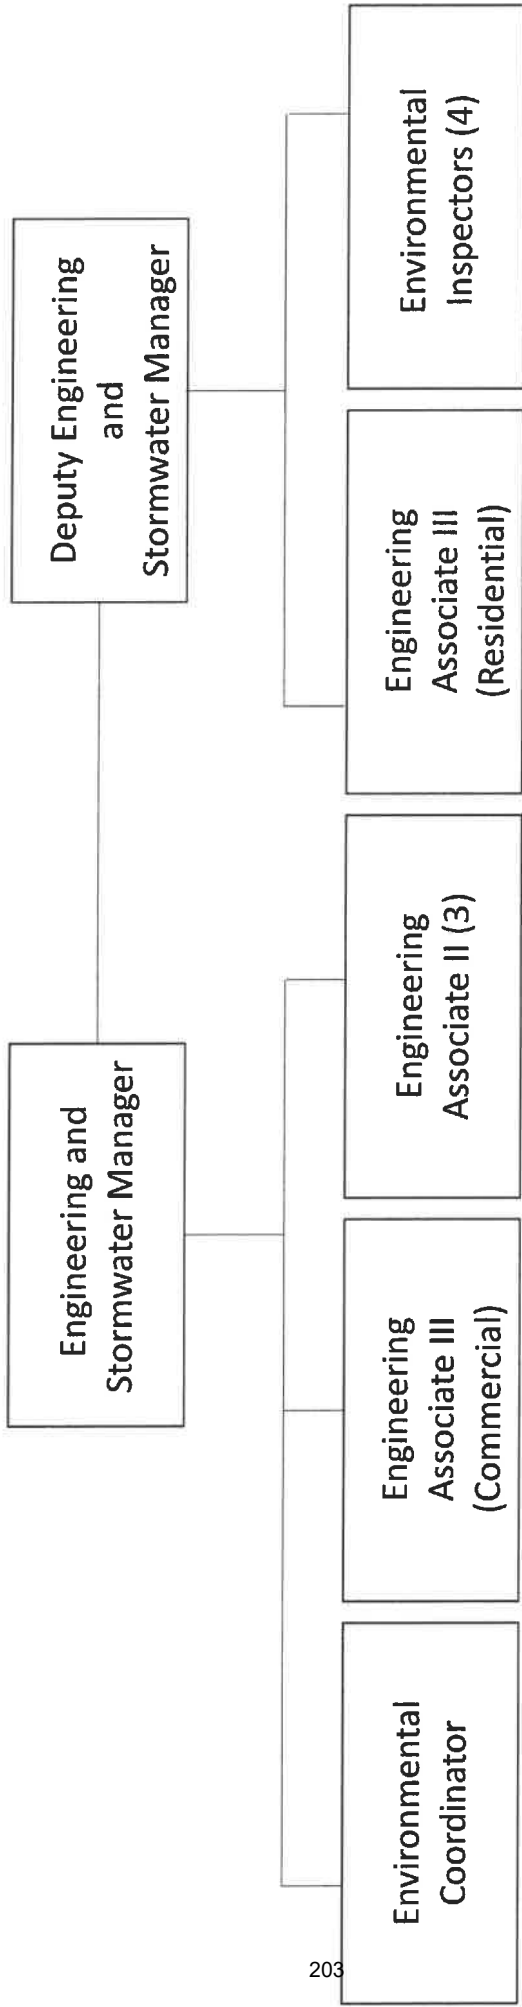 Engineering and
Stormwater Manager
Deputy Engineering
and
Stormwater Manager
Environmental
Coordinator
Engineering
Associate III
(Commercial)
Engineering
Associate II (3)
Engineering
Associate III
(Residential)
Environmental
Inspectors (4)
203